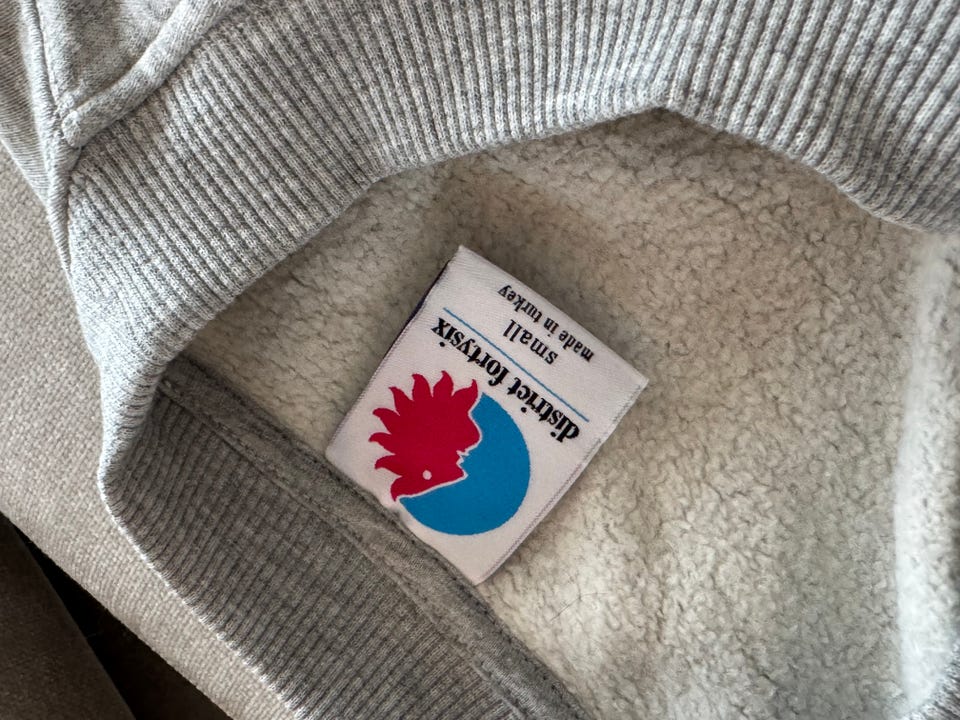 district fortysix
small
made in turkey